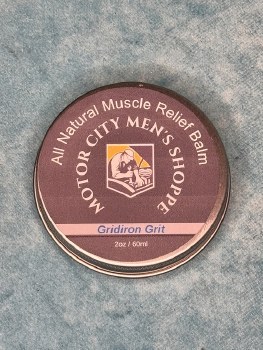 All Natural Muscle Relief Balm
MOTOR CITY MEN'S SHOPPE
Gridiron Grit
2oz / 60ml